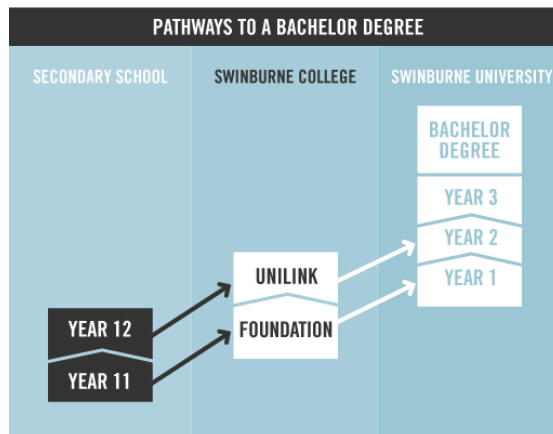 PATHWAYS TO A BACHELOR DEGREE
SECONDARY SCHOOL
SWINBURNE COLLEGE
SWINBURNE UNIVERSITY
BACHELOR
DEGREE
YEAR 3
YEAR 2
YEAR 1
UNILINK
FOUNDATION
YEAR 12
YEAR 11